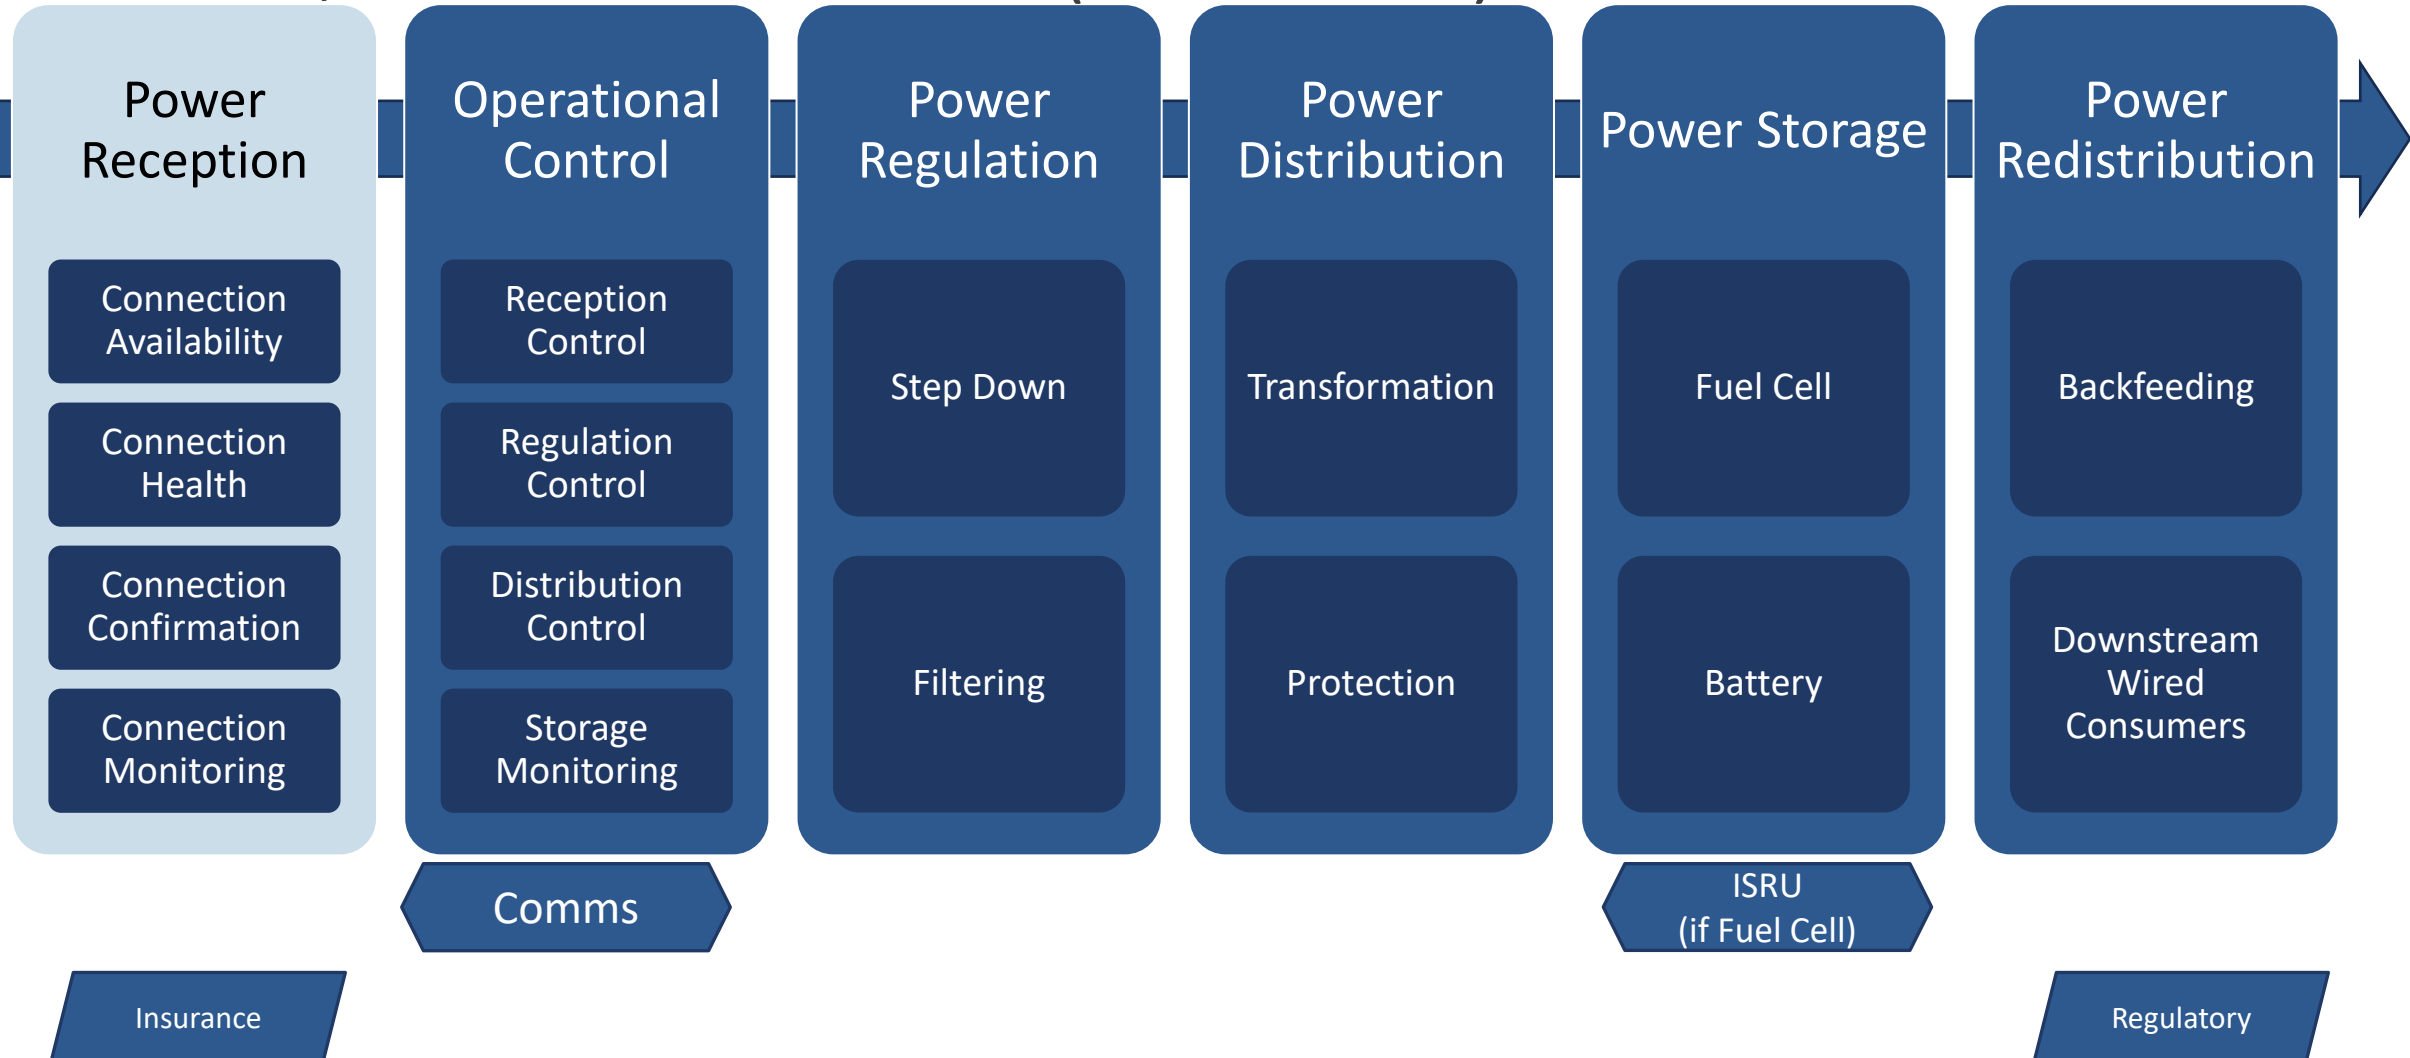 Power
Reception
Connection
Availability
Connection
Health
Connection
Confirmation
Connection
Monitoring
Operational
Control
Reception
Control
Regulation
Control
Distribution
Control
Storage
Monitoring
Power
Regulation
Step Down
Filtering
Power
Distribution
Transformation
Protection
Power Storage
Fuel Cell
Battery
Power
Redistribution
Backfeeding
Downstream
Wired
Consumers
Comms
ISRU
(if Fuel Cell)
Insurance
Regulatory